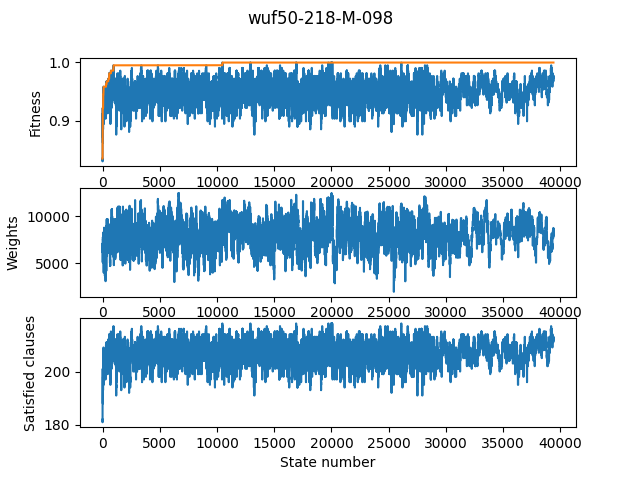 wuf50-218-M-098
1.0
0.9
Fitness
0 5000 10000 15000 20000 25000 30000 35000 40000
10000
5000
Weights
0 5000 10000 15000 20000 25000 30000 35000 40000
200
180
Satisfied clauses
0 5000 10000 15000 20000 25000 30000 35000 40000
State number